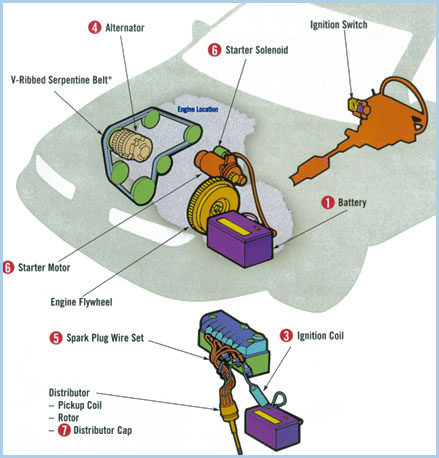 4 Alternator
Ignition Switch
6 Starter Solenoid
V-Ribbed Serpentine Belt*
Engine Location
1 Battery
6 Starter Motor
Engine Flywheel
5 Spark Plug Wire Set
3 Ignition Coil
Distributor
– Pickup Coil
– Rotor
– 7 Distributor Cap